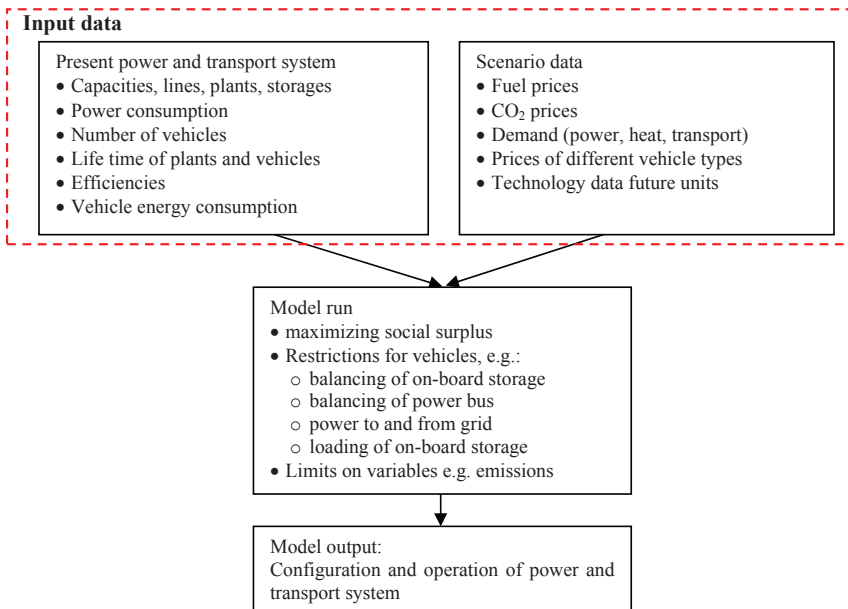 Input data
Present power and transport system
• Capacities, lines, plants, storages
• Power consumption
• Number of vehicles
• Life time of plants and vehicles
• Efficiencies
• Vehicle energy consumption
Scenario data
• Fuel prices
• CO₂ prices
• Demand (power, heat, transport)
• Prices of different vehicle types
• Technology data future units
Model run
• maximizing social surplus
• Restrictions for vehicles, e.g.:
○ balancing of on-board storage
○ balancing of power bus
○ power to and from grid
○ loading of on-board storage
• Limits on variables e.g. emissions
Model output:
Configuration and operation of power and
transport system